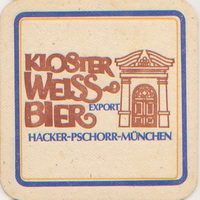 KLOSTER
WEISS
BIER
EXPORT
HACKER-PSCHORR-MÜNCHEN